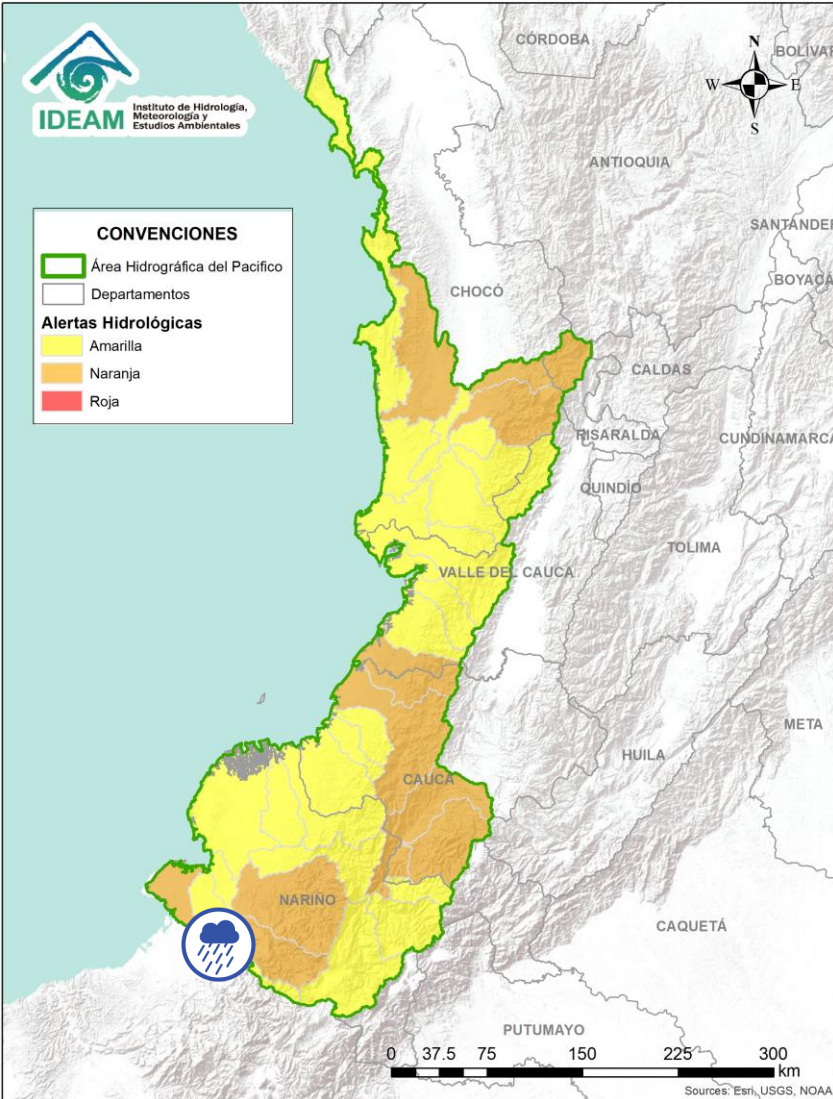 IDEAM
Instituto de Hidrología,
Meteorología y
Estudios Ambientales
N
W
E
S
CÓRDOBA
BOLÍVAR
ANTIOQUIA
SANTANDER
BOYACÁ
CHOCÓ
CALDAS
RISARALDA
CUNDINAMARCA
QUINDÍO
TOLIMA
VALLE DEL CAUCA
META
HUILA
CAUCA
NARIÑO
CAQUETÁ
PUTUMAYO
CONVENCIONES
Área Hidrográfica del Pacifico
Departamentos
Alertas Hidrológicas
Amarilla
Naranja
Roja
0 37.5 75 150 225 300
km
Sources: Esri, USGS, NOAA